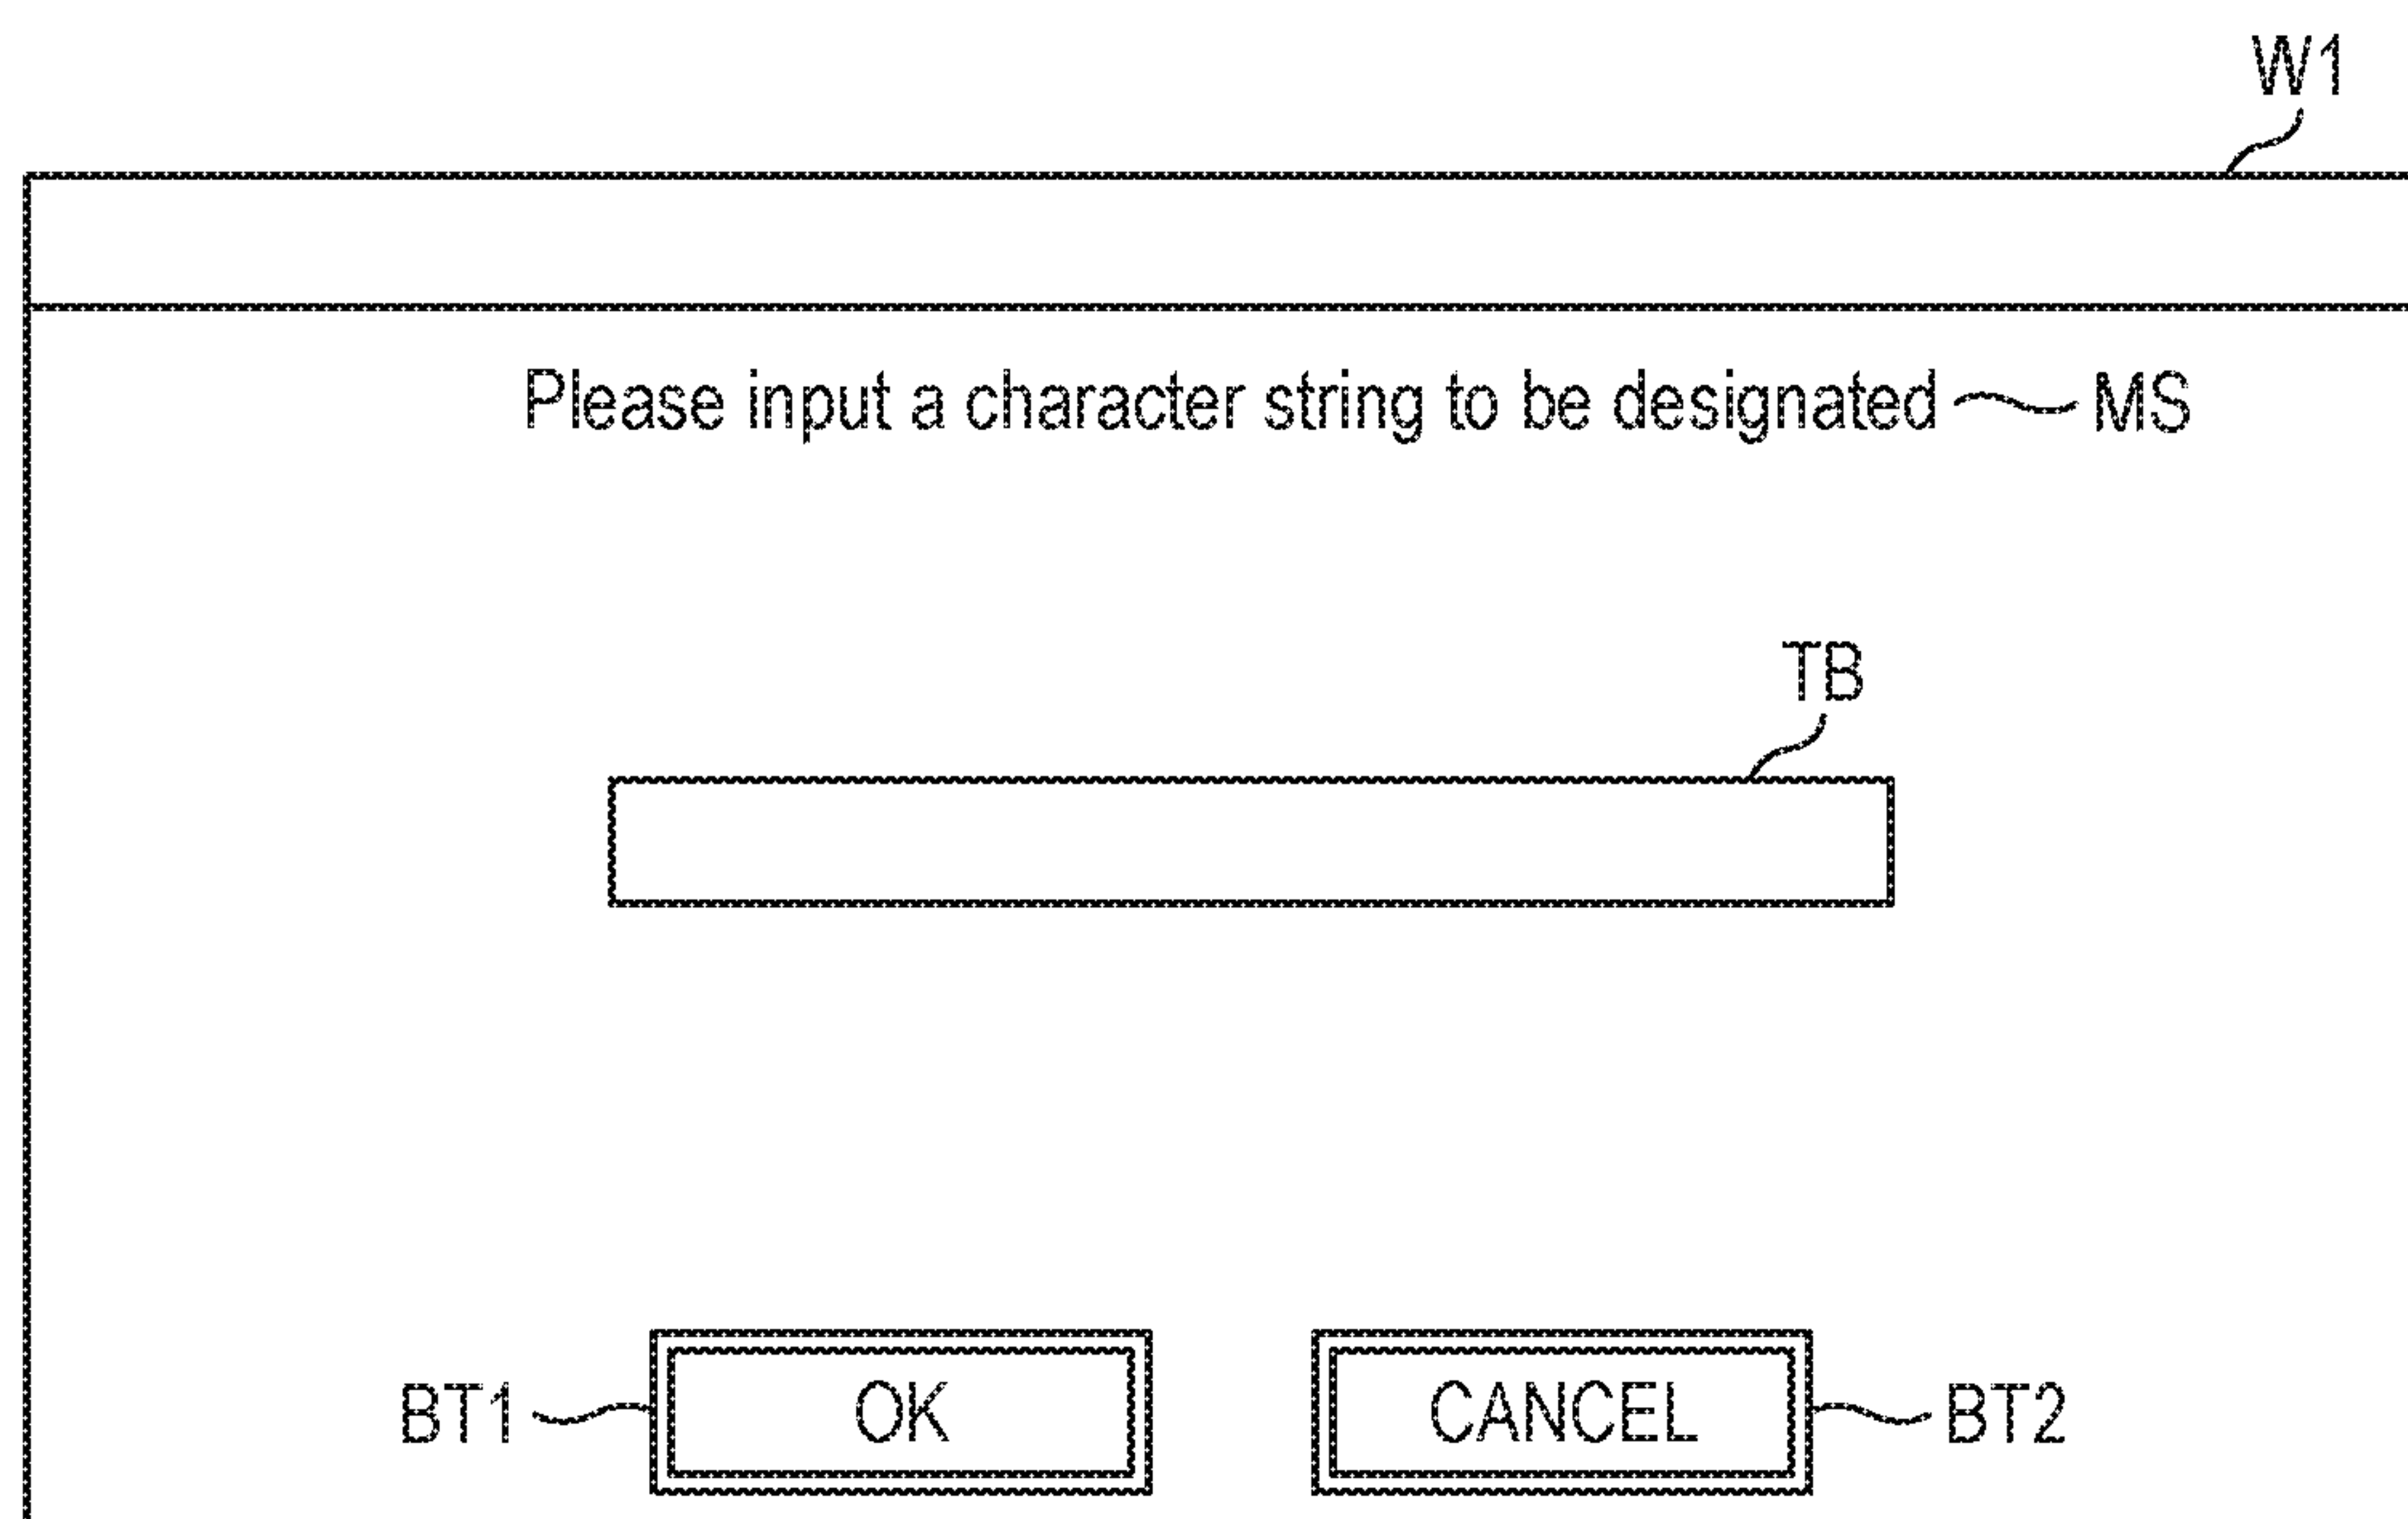 W1
Please input a character string to be designated MS
TB
BT1 OK CANCEL BT2